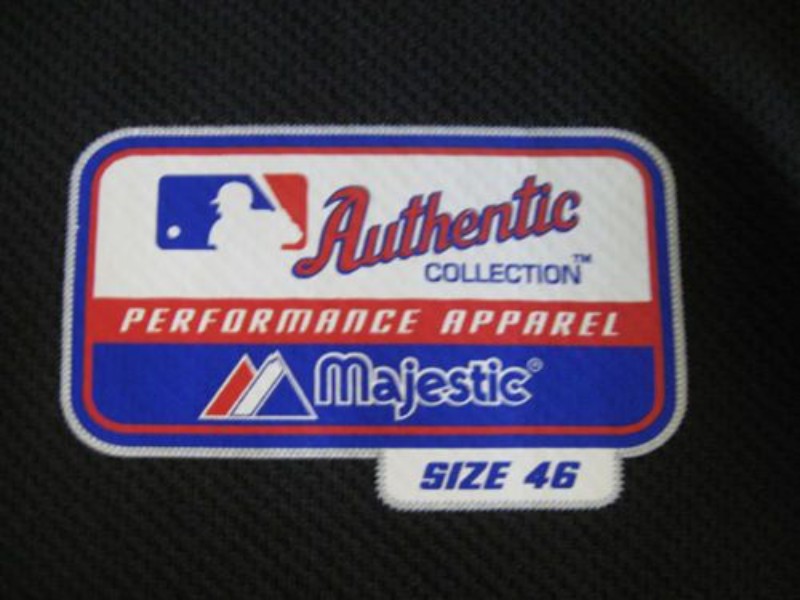 Authentic
COLLECTION™
PERFORMANCE APPAREL
Majestic®
SIZE 46